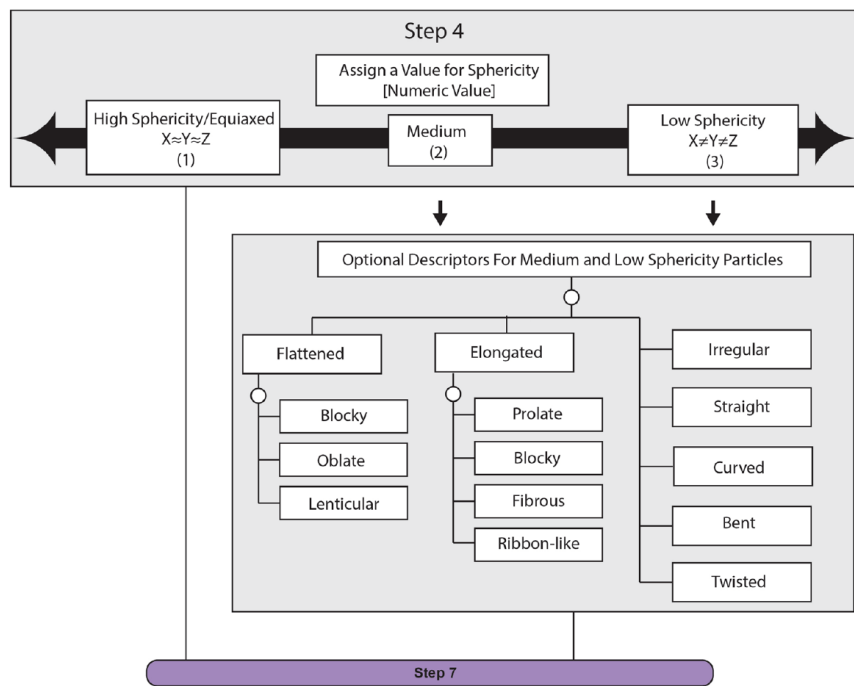 Step 4
Assign a Value for Sphericity
[Numeric Value]
High Sphericity/Equiaxed
X≈Y≈Z
(1)
Medium
(2)
Low Sphericity
X≠Y≠Z
(3)
Optional Descriptors For Medium and Low Sphericity Particles
Flattened
Blocky
Oblate
Lenticular
Elongated
Prolate
Blocky
Fibrous
Ribbon-like
Irregular
Straight
Curved
Bent
Twisted
Step 7